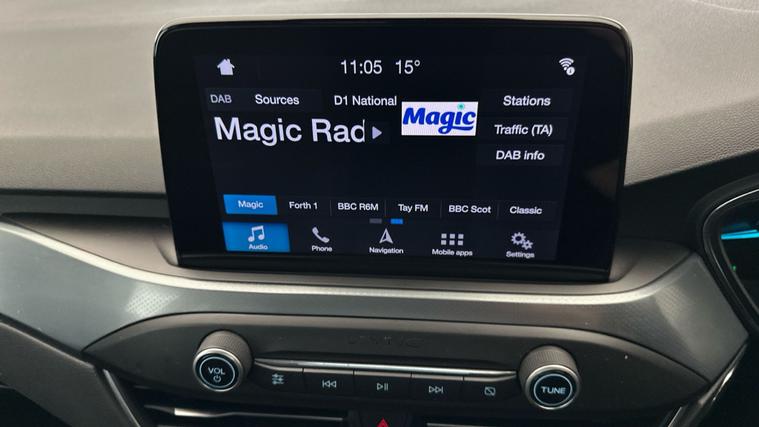 11:05 15°
DAB Sources D1 National Magic Stations
Magic Rad
Traffic (TA)
DAB info
Magic Forth 1 BBC R6M Tay FM BBC Scot Classic
Audio Phone Navigation Mobile apps Settings
VOL TUNE